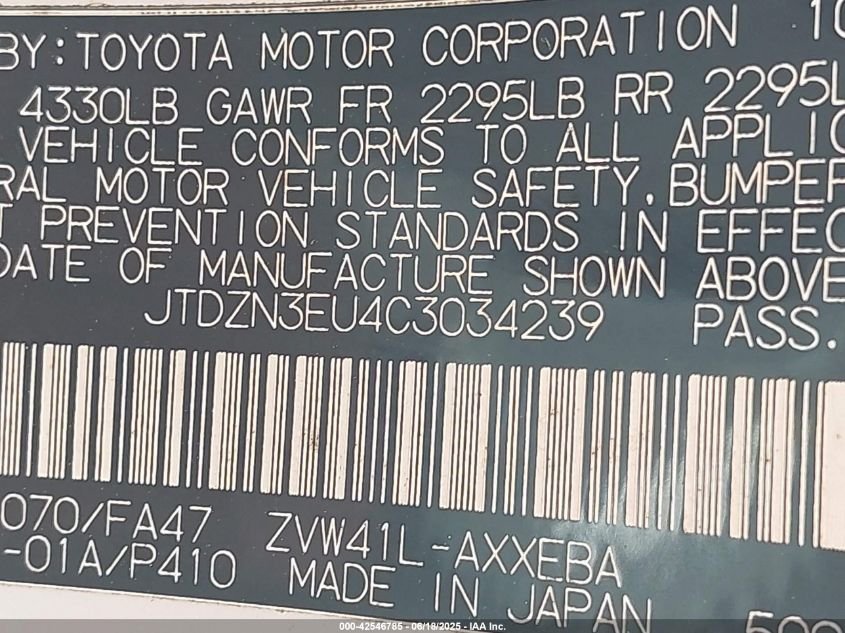 BY:TOYOTA MOTOR CORPORATION 10
4330LB GAWR FR 2295LB RR 2295L
VEHICLE CONFORMS TO ALL APPLIC
RAL MOTOR VEHICLE SAFETY, BUMPER
T PREVENTION STANDARDS IN EFFEC
DATE OF MANUFACTURE SHOWN ABOVE
JTDZN3EU4C3034239 PASS.
070/FA47 ZVW41L-AXXEBA
-01A/P410 MADE IN JAPAN
000-42546785 - 06/18/2025 - IAA Inc.